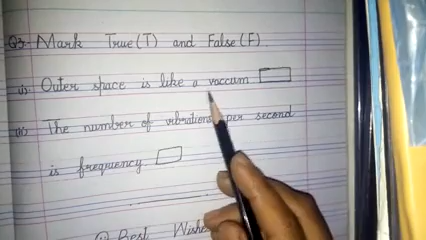 Q3: Mark True(T) and False(F).
(i). Outer space is like a vaccum
(ii). The number of vibrations per second
is frequency
Best Wishe